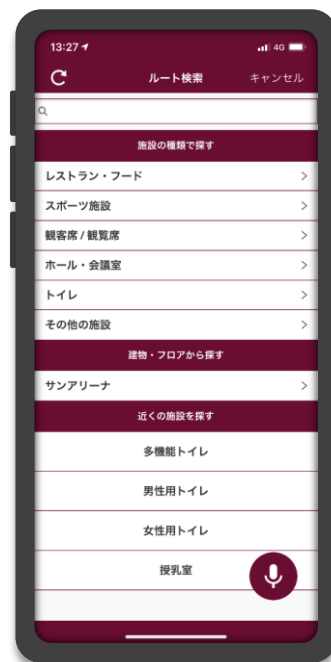 13:27
4G
ルート検索
キャンセル
施設の種類で探す
レストラン・フード
スポーツ施設
観客席 / 観覧席
ホール・会議室
トイレ
その他の施設
建物・フロアから探す
サンアリーナ
近くの施設を探す
多機能トイレ
男性用トイレ
女性用トイレ
授乳室